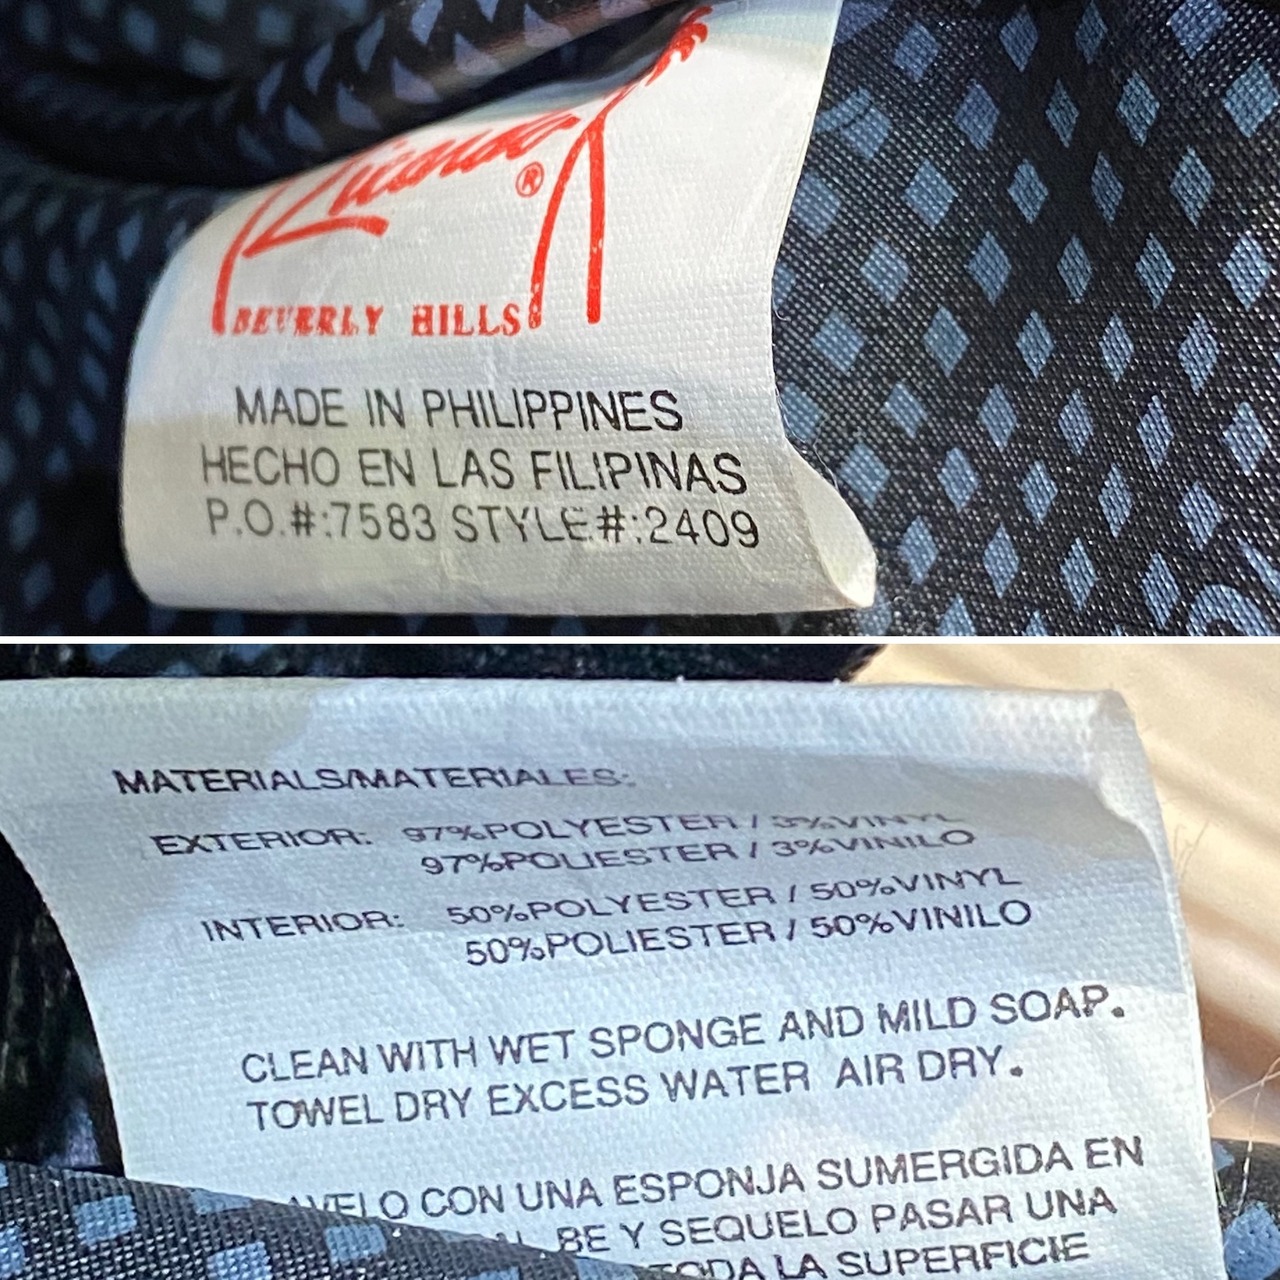 ®
BEVERLY HILLS
MADE IN PHILIPPINES
HECHO EN LAS FILIPINAS
P.O.#:7583 STYLE#:2409
MATERIALS/MATERIALES:
EXTERIOR: 97%POLYESTER / 3%VINYL
97%POLIESTER / 3%VINILO
INTERIOR: 50%POLYESTER / 50%VINYL
50%POLIESTER / 50%VINILO
CLEAN WITH WET SPONGE AND MILD SOAP.
TOWEL DRY EXCESS WATER AIR DRY.
CON UNA ESPONJA SUMERGIDA EN
BE Y SEQUELO PASAR UNA
TODA LA SUPERFICIE